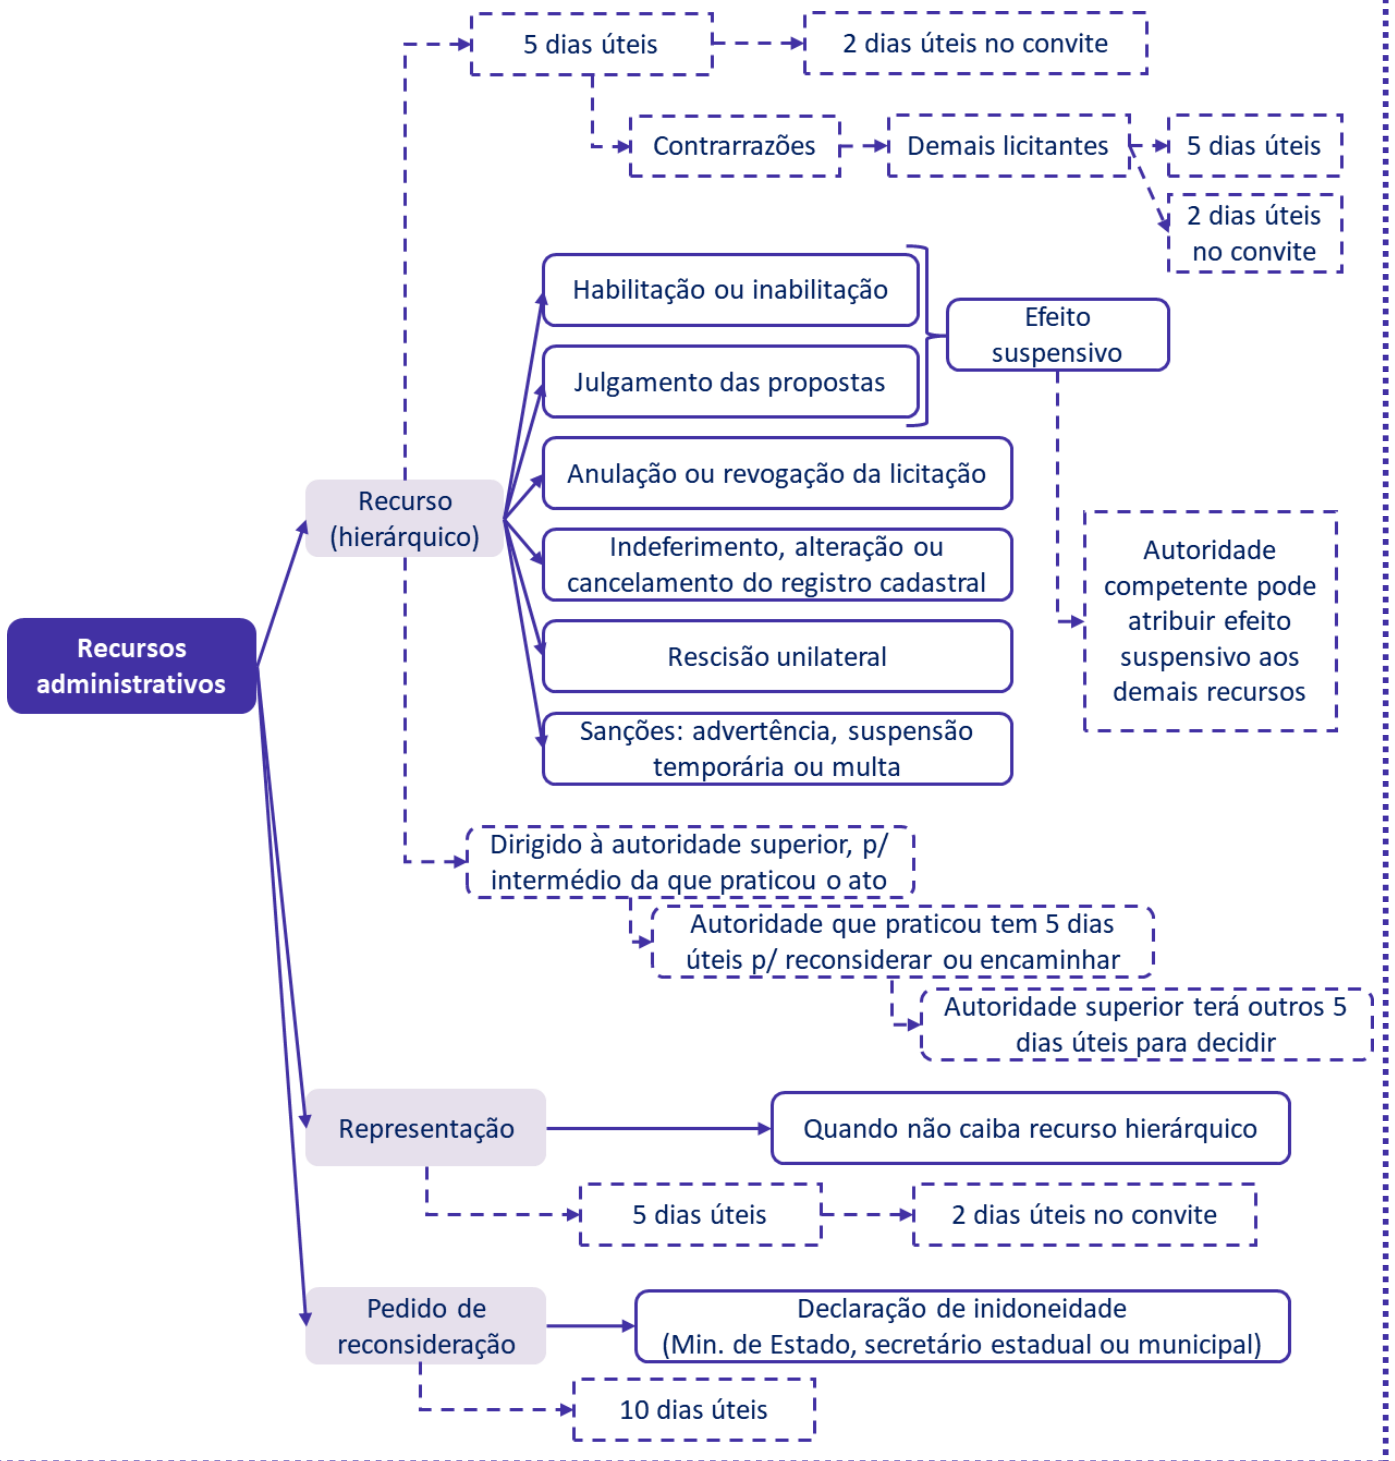 5 dias úteis
2 dias úteis no convite
Contrarrazões
Demais licitantes
5 dias úteis
2 dias úteis
no convite
Habilitação ou inabilitação
Efeito
suspensivo
Julgamento das propostas
Anulação ou revogação da licitação
Recurso
(hierárquico)
Indeferimento, alteração ou
cancelamento do registro cadastral
Autoridade
competente pode
atribuir efeito
suspensivo aos
demais recursos
Recursos
administrativos
Rescisão unilateral
Sanções: advertência, suspensão
temporária ou multa
Dirigido à autoridade superior, p/
intermédio da que praticou o ato
Autoridade que praticou tem 5 dias
úteis p/ reconsiderar ou encaminhar
Autoridade superior terá outros 5
dias úteis para decidir
Representação
Quando não caiba recurso hierárquico
5 dias úteis
2 dias úteis no convite
Pedido de
reconsideração
Declaração de inidoneidade
(Min. de Estado, secretário estadual ou municipal)
10 dias úteis